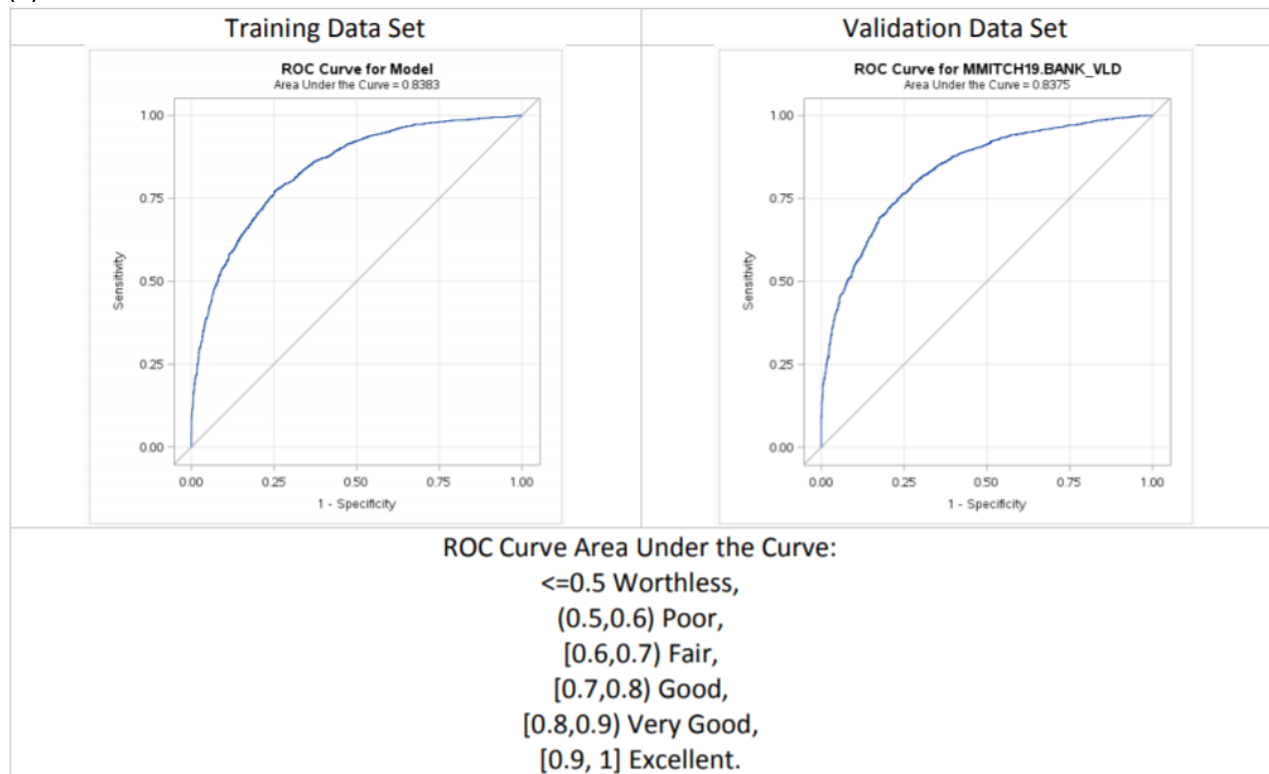 Training Data Set
Validation Data Set
ROC Curve for Model
Area Under the Curve = 0.8383
1.00
0.75
0.50
0.25
0.00
Sensitivity
0.00 0.25 0.50 0.75 1.00
1 - Specificity
ROC Curve for MMITCH19.BANK_VLD
Area Under the Curve = 0.8375
1.00
0.75
0.50
0.25
0.00
Sensitivity
0.00 0.25 0.50 0.75 1.00
1 - Specificity
ROC Curve Area Under the Curve:
<=0.5 Worthless,
(0.5,0.6) Poor,
[0.6,0.7) Fair,
[0.7,0.8) Good,
[0.8,0.9) Very Good,
[0.9, 1] Excellent.